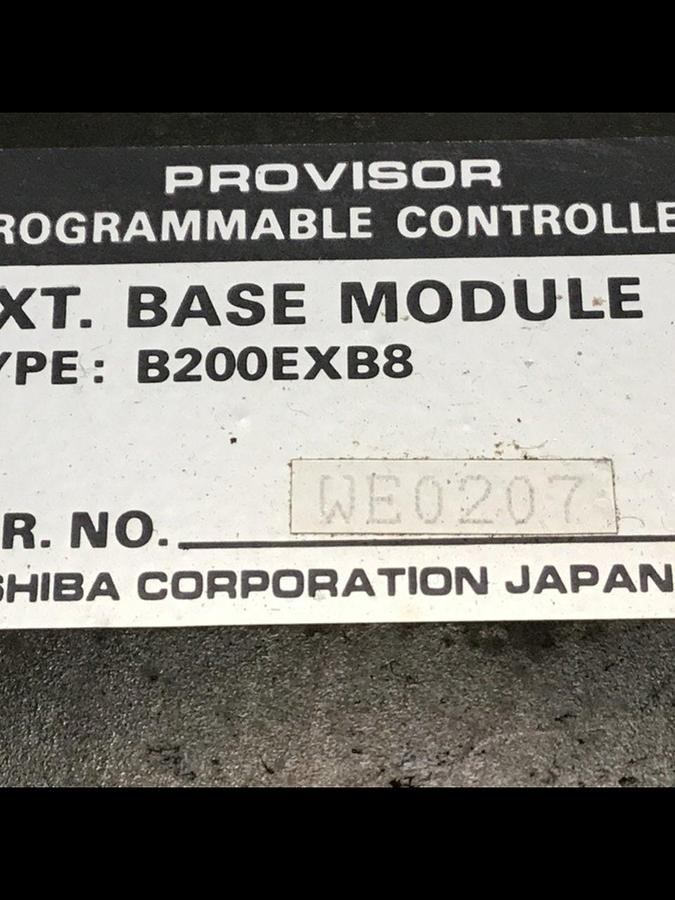 PROVISOR
ROGRAMMABLE CONTROLLE
XT. BASE MODULE
YPE: B200EXB8
WE0207
R. NO.
SHIBA CORPORATION JAPAN